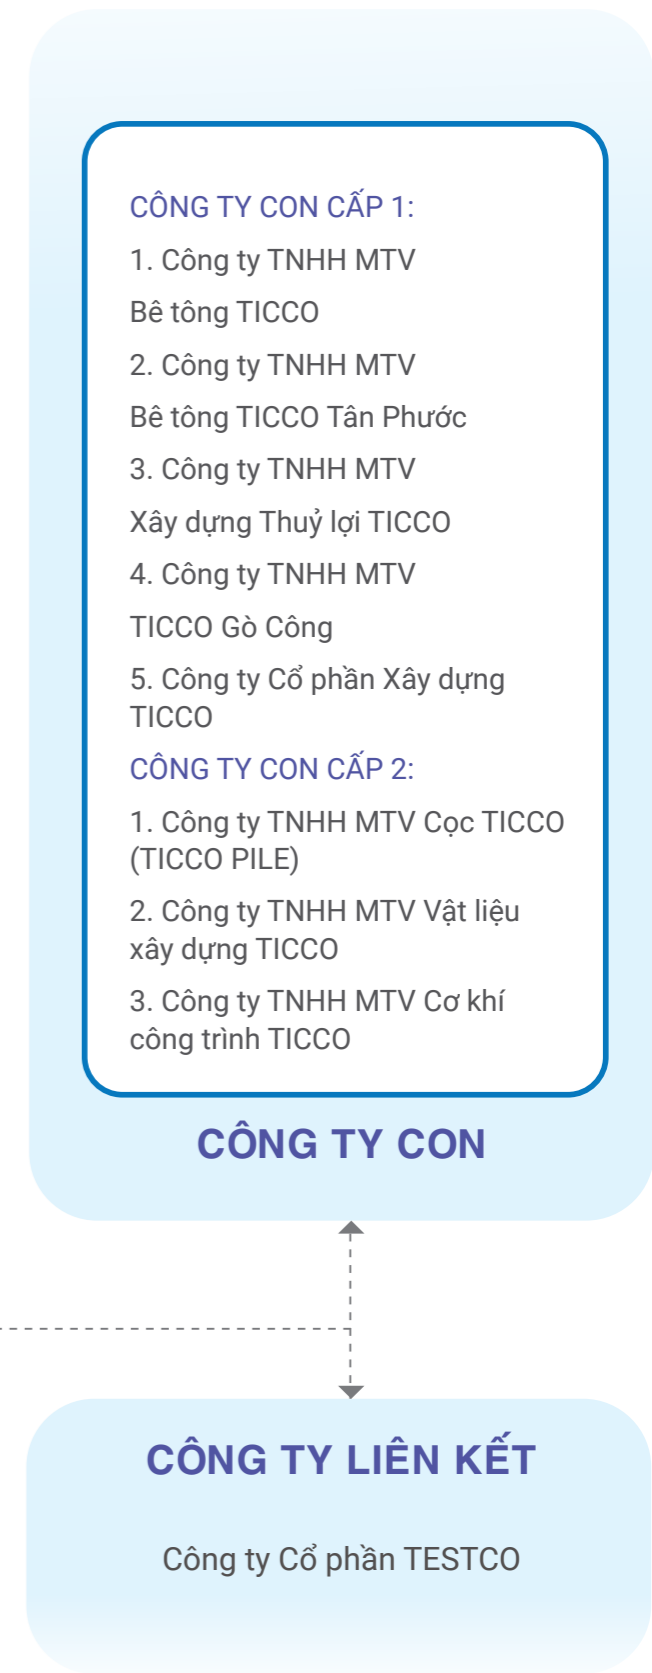 CÔNG TY CON CẤP 1:
1. Công ty TNHH MTV
Bê tông TICCO
2. Công ty TNHH MTV
Bê tông TICCO Tân Phước
3. Công ty TNHH MTV
Xây dựng Thuỷ lợi TICCO
4. Công ty TNHH MTV
TICCO Gò Công
5. Công ty Cổ phần Xây dựng
TICCO
CÔNG TY CON CẤP 2:
1. Công ty TNHH MTV Cọc TICCO
(TICCO PILE)
2. Công ty TNHH MTV Vật liệu
xây dựng TICCO
3. Công ty TNHH MTV Cơ khí
công trình TICCO
CÔNG TY CON
CÔNG TY LIÊN KẾT
Công ty Cổ phần TESTCO